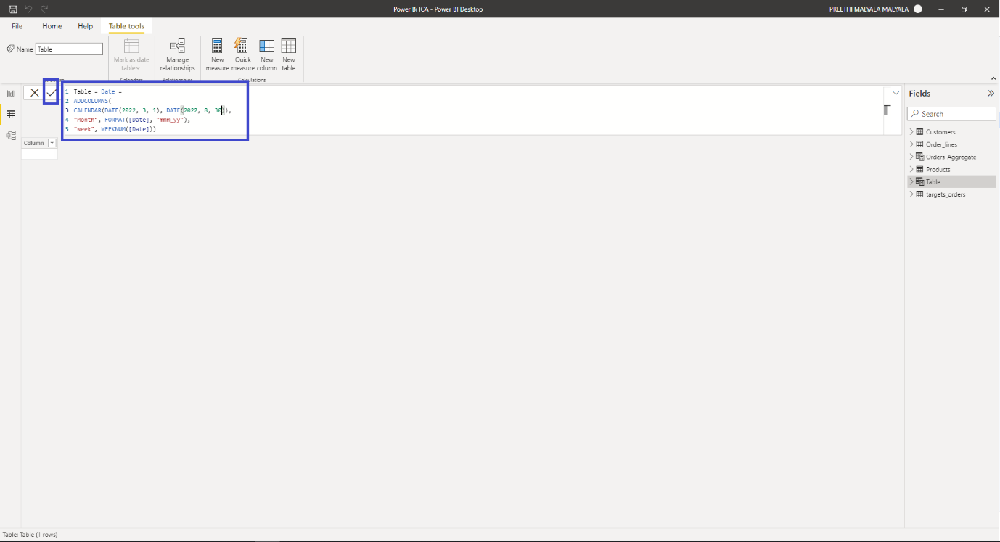 Power Bi ICA - Power BI Desktop
PREETHI MALYALA MALYALA
File Home Help Table tools
Name Table
Mark as date table
Manage relationships
New measure
Quick measure
New column
New table
Calendars
Relationships
Calculations
1 Table = Date =
2 ADDCOLUMNS(
3 CALENDAR(DATE(2022, 3, 1), DATE(2022, 8, 30)),
4 "Month", FORMAT([Date], "mmm_yy"),
5 "week", WEEKNUM([Date]))
Column
Fields
Search
Customers
Order_lines
Orders_Aggregate
Products
Table
targets_orders
Table: Table (1 rows)